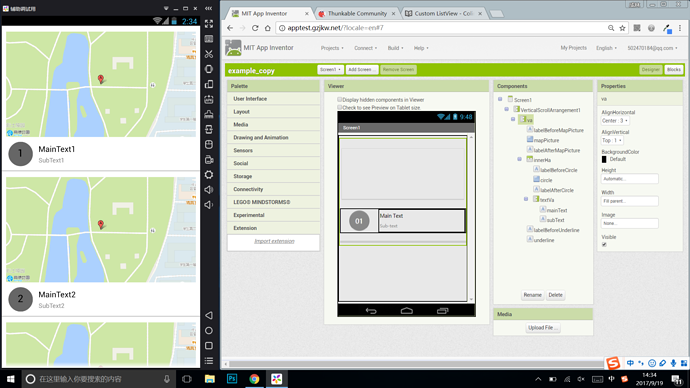 辅助调试用
2:34
1
MainText1
SubText1
2
MainText2
SubText2
MIT App Inventor
Thunkable Community
Custom ListView - Col
apptest.gzjkw.net/?locale=en#7
MIT App Inventor
Projects
Connect
Build
Help
My Projects
English
502470184@qq.com
example_copy
Screen1
Add Screen ...
Remove Screen
Designer
Blocks
Palette
User Interface
Layout
Media
Drawing and Animation
Sensors
Social
Storage
Connectivity
LEGO® MINDSTORMS®
Experimental
Extension
Import extension
Viewer
Display hidden components in Viewer
Check to see Preview on Tablet size.
9:48
Screen1
01
Main Text
Sub text
Components
Screen1
VerticalScrollArrangement1
va
labelBeforeMapPicture
mapPicture
labelAfterMapPicture
innerHa
labelBeforeCircle
circle
labelAfterCircle
textVa
mainText
subText
labelBeforeUnderline
underline
Rename
Delete
Media
Upload File ...
Properties
va
AlignHorizontal
Center : 3
AlignVertical
Top : 1
BackgroundColor
Default
Height
Automatic...
Width
Fill parent...
Image
None...
Visible
在这里输入你要搜索的内容
中
14:34
2017/9/19